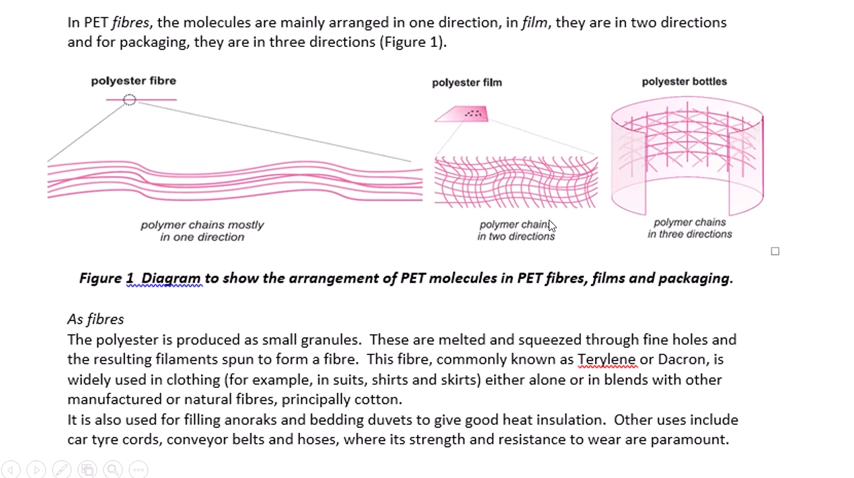 In PET fibres, the molecules are mainly arranged in one direction, in film, they are in two directions
and for packaging, they are in three directions (Figure 1).
polyester fibre
polyester film
polyester bottles
polymer chains mostly
in one direction
polymer chains
in two directions
polymer chains
in three directions
Figure 1 Diagram to show the arrangement of PET molecules in PET fibres, films and packaging.
As fibres
The polyester is produced as small granules. These are melted and squeezed through fine holes and
the resulting filaments spun to form a fibre. This fibre, commonly known as Terylene or Dacron, is
widely used in clothing (for example, in suits, shirts and skirts) either alone or in blends with other
manufactured or natural fibres, principally cotton.
It is also used for filling anoraks and bedding duvets to give good heat insulation. Other uses include
car tyre cords, conveyor belts and hoses, where its strength and resistance to wear are paramount.